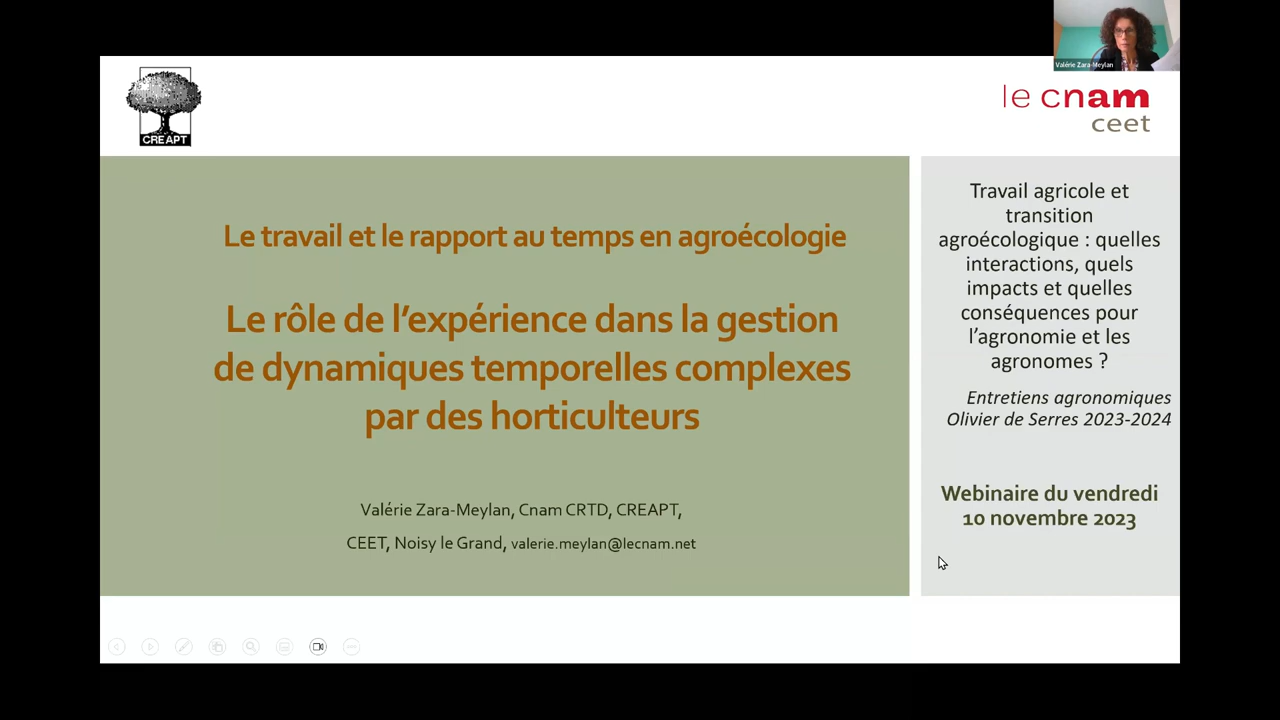 Valérie Zara-Meylan
CREAPT
le cnam
ceet
Le travail et le rapport au temps en agroécologie
Le rôle de l'expérience dans la gestion
de dynamiques temporelles complexes
par des horticulteurs
Valérie Zara-Meylan, Cnam CRTD, CREAPT,
CEET, Noisy le Grand, valerie.meylan@lecnam.net
Travail agricole et
transition
agroécologique : quelles
interactions, quels
impacts et quelles
conséquences pour
l'agronomie et les
agronomes ?
Entretiens agronomiques
Olivier de Serres 2023-2024
Webinaire du vendredi
10 novembre 2023